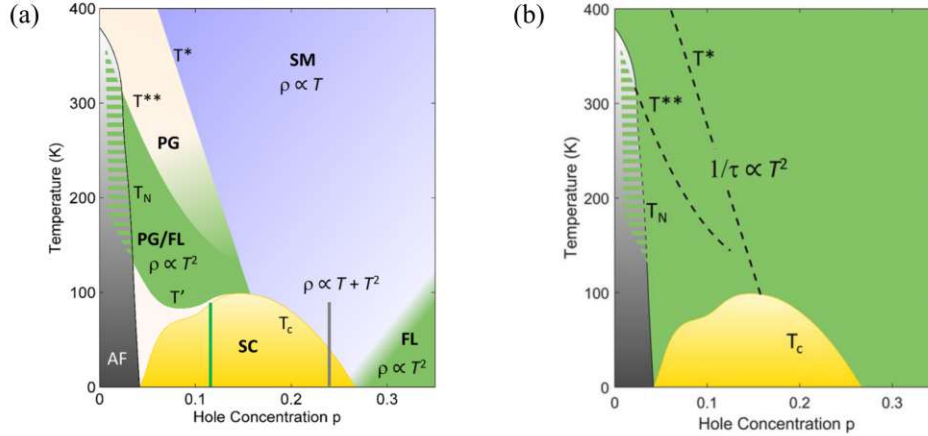 (a)
400
300
200
100
0
Temperature (K)
0
0.1
0.2
0.3
Hole Concentration p
T*
SM
ρ ∝ T
T**
PG
T_N
PG/FL
ρ ∝ T²
T'
ρ ∝ T + T²
T_c
SC
AF
FL
ρ ∝ T²
(b)
400
300
200
100
0
Temperature (K)
0
0.1
0.2
0.3
Hole Concentration p
T*
T**
1/τ ∝ T²
T_N
T_c